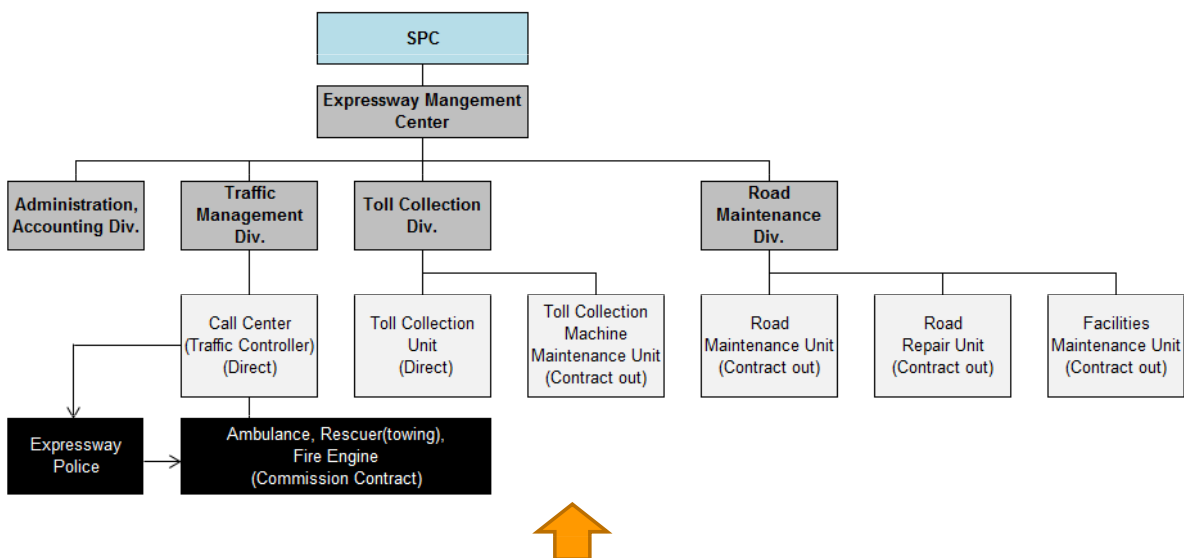 SPC
Expressway Mangement
Center
Administration,
Accounting Div.
Traffic
Management
Div.
Toll Collection
Div.
Road
Maintenance
Div.
Call Center
(Traffic Controller)
(Direct)
Toll Collection
Unit
(Direct)
Toll Collection
Machine
Maintenance Unit
(Contract out)
Road
Maintenance Unit
(Contract out)
Road
Repair Unit
(Contract out)
Facilities
Maintenance Unit
(Contract out)
Expressway
Police
Ambulance, Rescuer(towing),
Fire Engine
(Commission Contract)